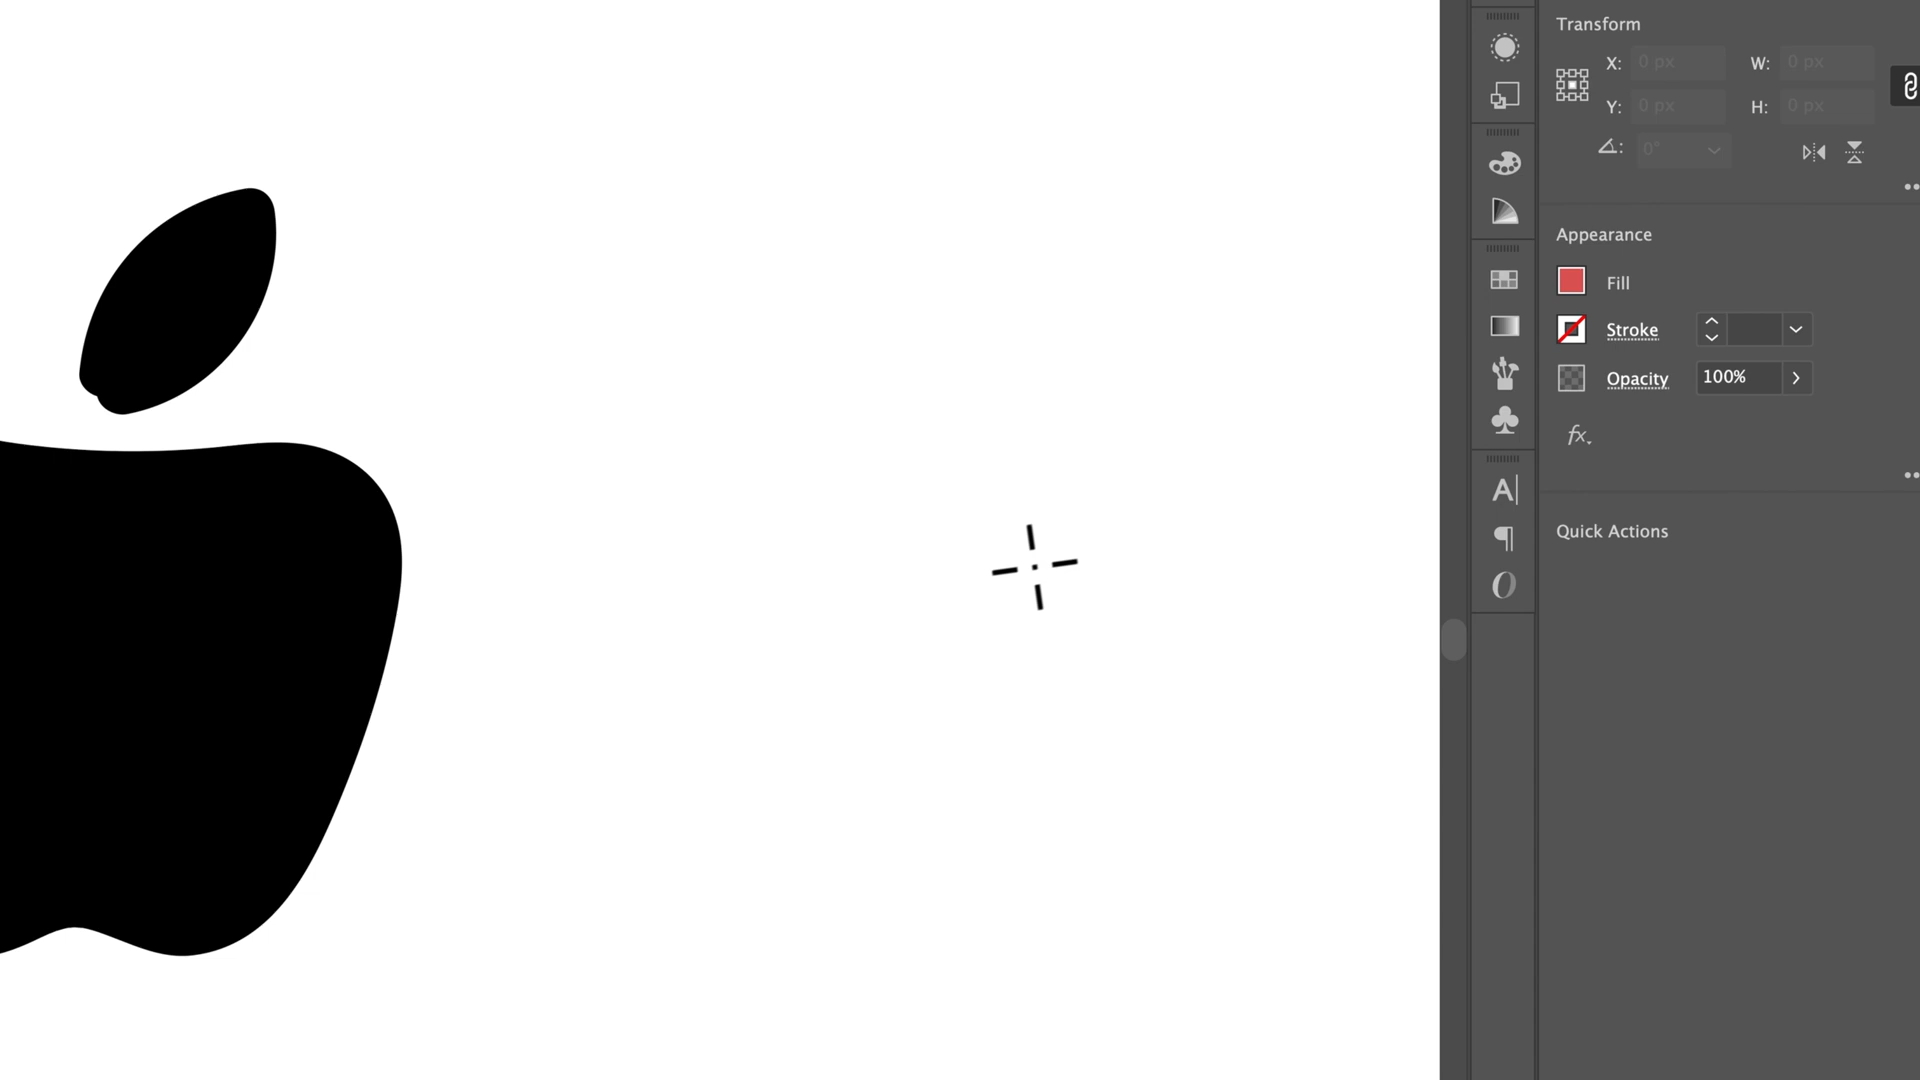 Transform
X: 0 px W: 0 px
Y: 0 px H: 0 px
: 0°
Appearance
Fill
Stroke
Opacity 100%
fx
A
Quick Actions
¶
O